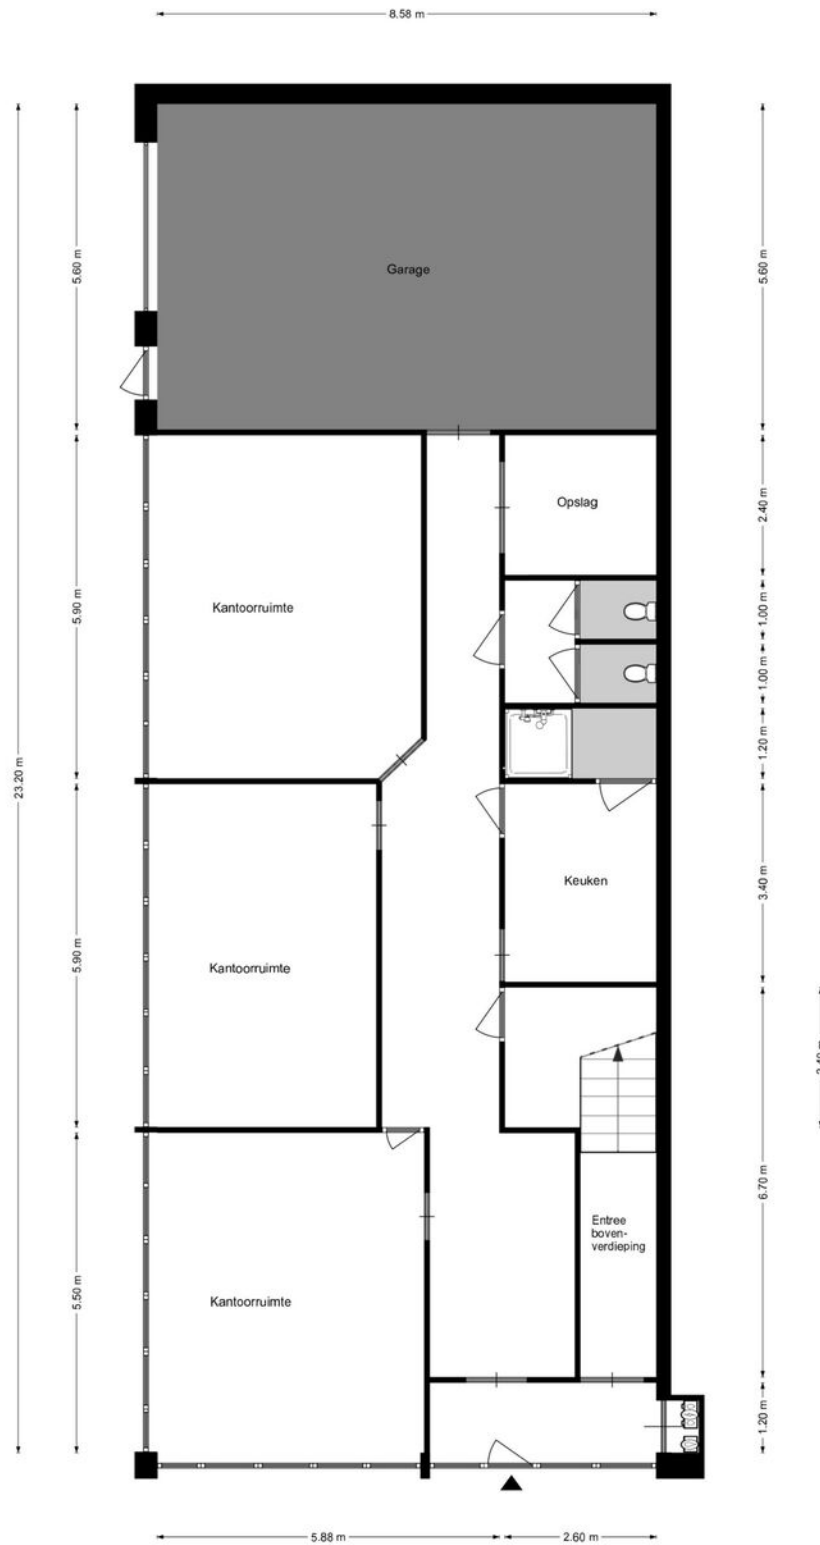 8.58 m
Garage
5.60 m
5.60 m
Opslag
2.40 m
Kantoorruimte
5.90 m
1.00 m
1.00 m
1.20 m
23.20 m
Keuken
3.40 m
Kantoorruimte
5.90 m
Entree
boven-
verdieping
6.70 m
Kantoorruimte
5.50 m
1.20 m
5.88 m
2.60 m